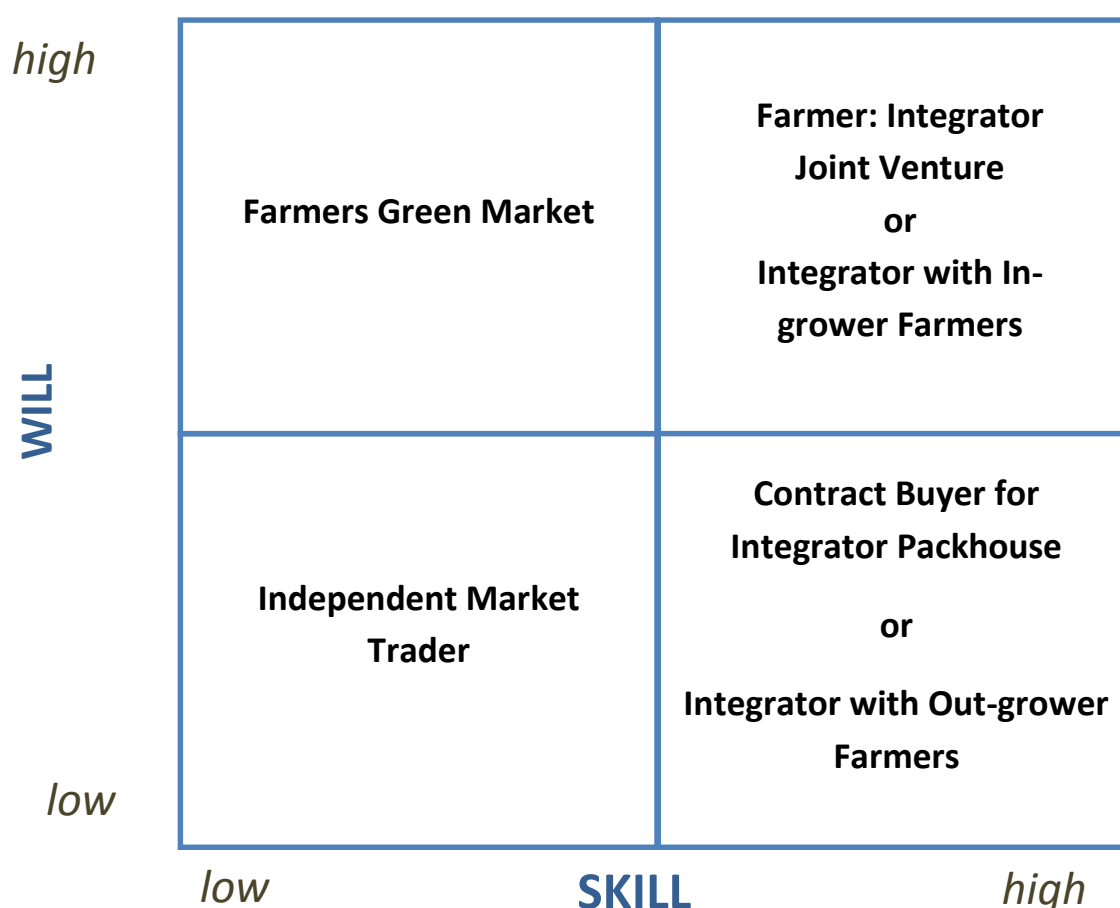 high
Farmers Green Market
Farmer: Integrator
Joint Venture
or
Integrator with In-
grower Farmers
WILL
Independent Market
Trader
Contract Buyer for
Integrator Packhouse
or
Integrator with Out-grower
Farmers
low
low
SKILL
high